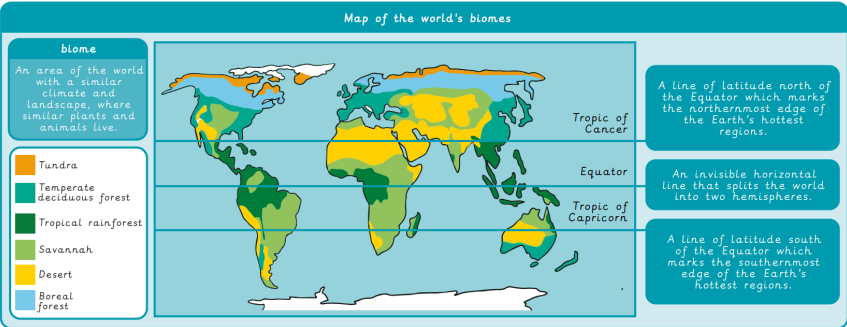 Map of the world's biomes
biome
An area of the world
with a similar
climate and
landscape, where
similar plants and
animals live.
Tundra
Temperate
deciduous forest
Tropical rainforest
Savannah
Desert
Boreal
forest
Tropic of
Cancer
Equator
Tropic of
Capricorn
A line of latitude north of
the Equator which marks
the northernmost edge of
the Earth's hottest
regions.
An invisible horizontal
line that splits the world
into two hemispheres.
A line of latitude south
of the Equator which
marks the southernmost
edge of the Earth's
hottest regions.